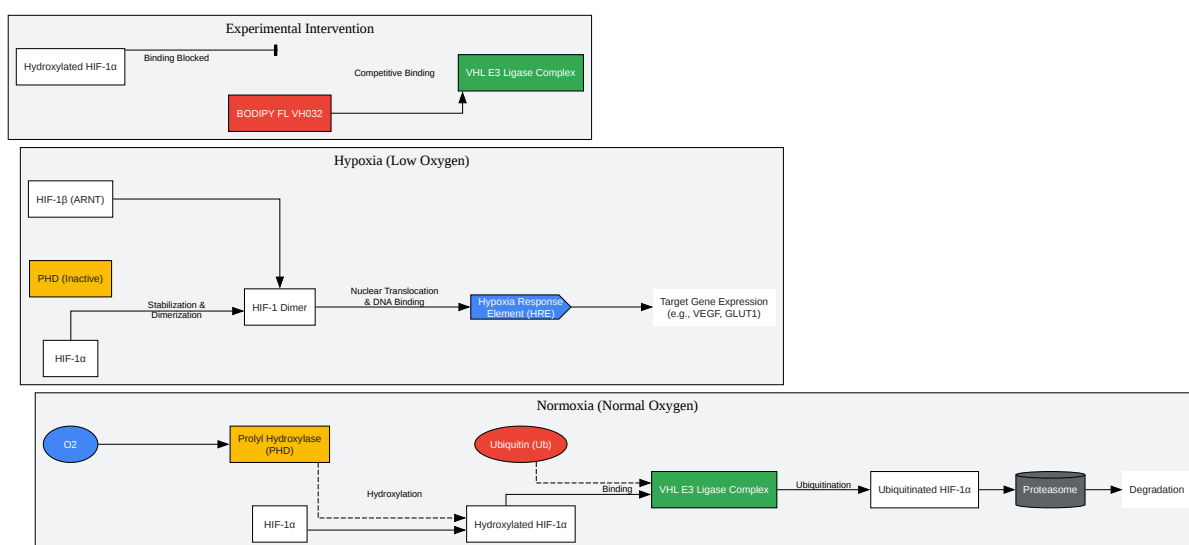 Experimental Intervention
Hydroxylated HIF-1α
Binding Blocked
Competitive Binding
VHL E3 Ligase Complex
BODIPY FL VH032
Hypoxia (Low Oxygen)
HIF-1β (ARNT)
PHD (Inactive)
Stabilization &
Dimerization
HIF-1α
HIF-1 Dimer
Nuclear Translocation
& DNA Binding
Hypoxia Response
Element (HRE)
Target Gene Expression
(e.g., VEGF, GLUT1)
Normoxia (Normal Oxygen)
O2
Prolyl Hydroxylase
(PHD)
Hydroxylation
HIF-1α
Ubiquitin (Ub)
Hydroxylated HIF-1α
Binding
VHL E3 Ligase Complex
Ubiquitination
Ubiquitinated HIF-1α
Proteasome
Degradation